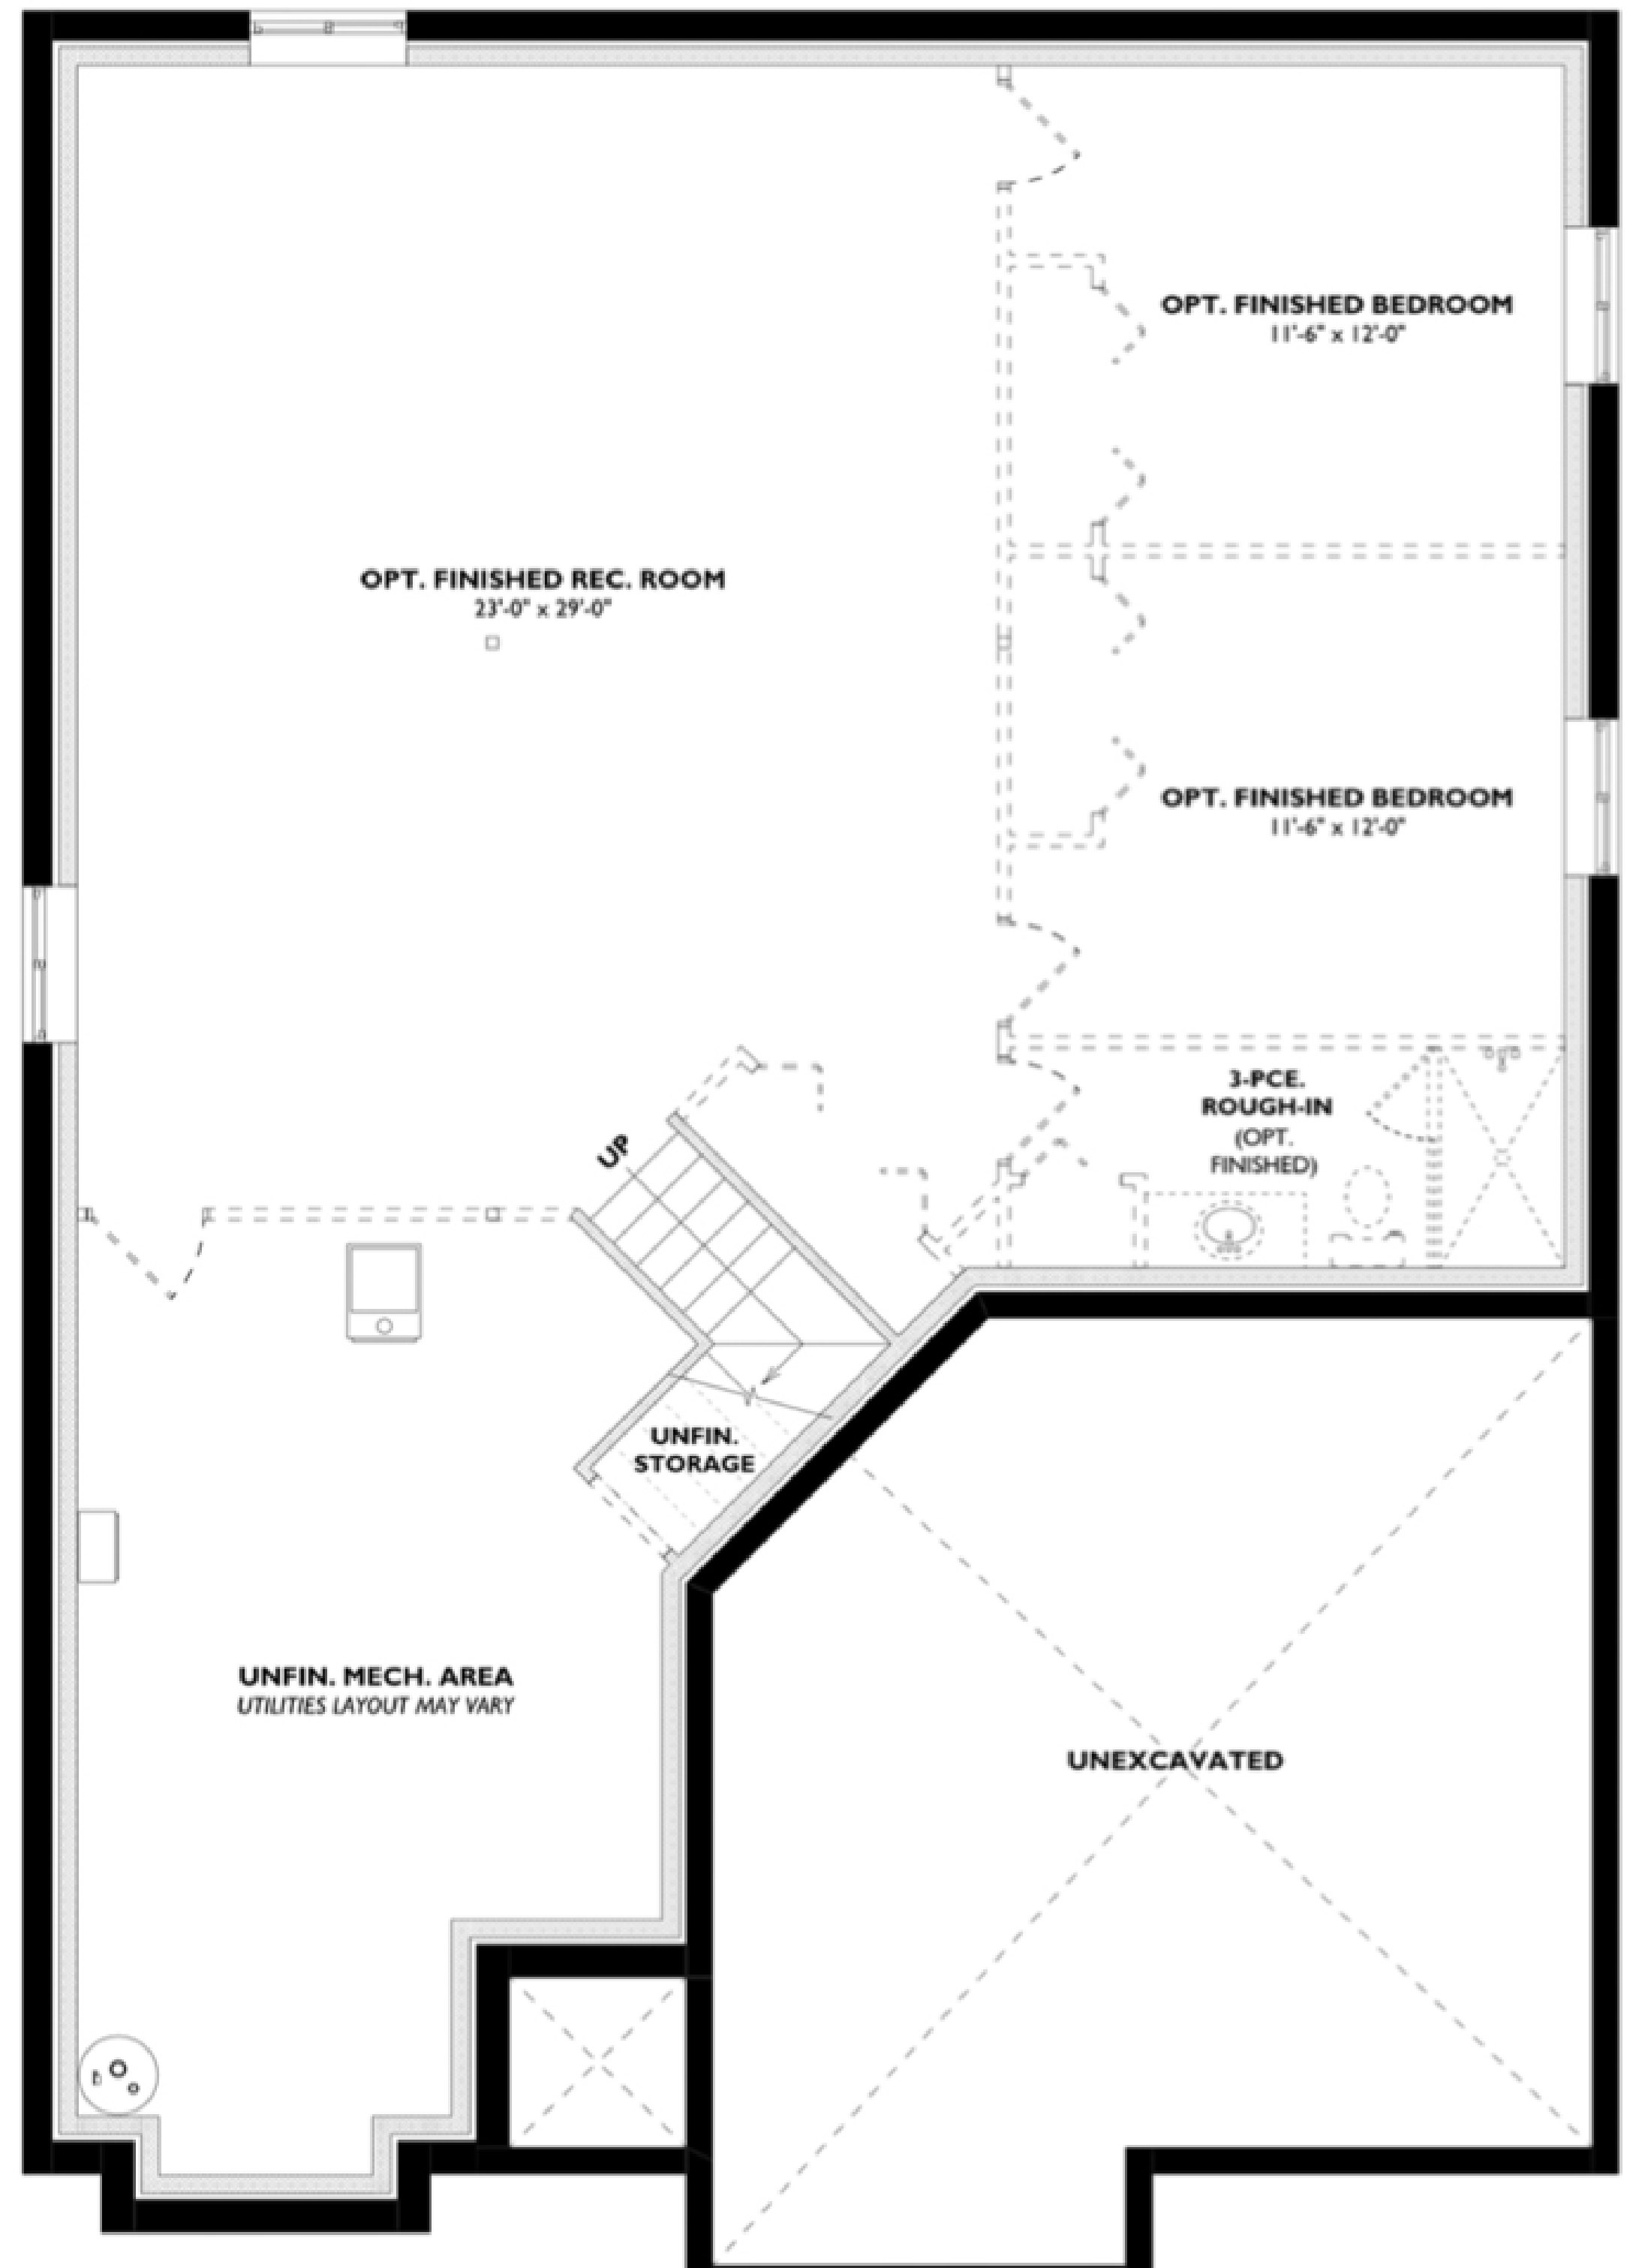 OPT. FINISHED BEDROOM
11'-6" x 12'-0"
OPT. FINISHED REC. ROOM
23'-0" x 29'-0"
OPT. FINISHED BEDROOM
11'-6" x 12'-0"
3-PCE.
ROUGH-IN
(OPT.
FINISHED)
UP
UNFIN.
STORAGE
UNFIN. MECH. AREA
UTILITIES LAYOUT MAY VARY
UNEXCAVATED